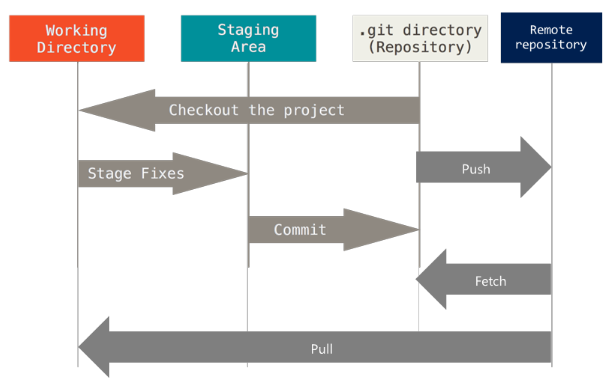 Working
Directory
Staging
Area
.git directory
(Repository)
Remote
repository
Checkout the project
Stage Fixes
Push
Commit
Fetch
Pull